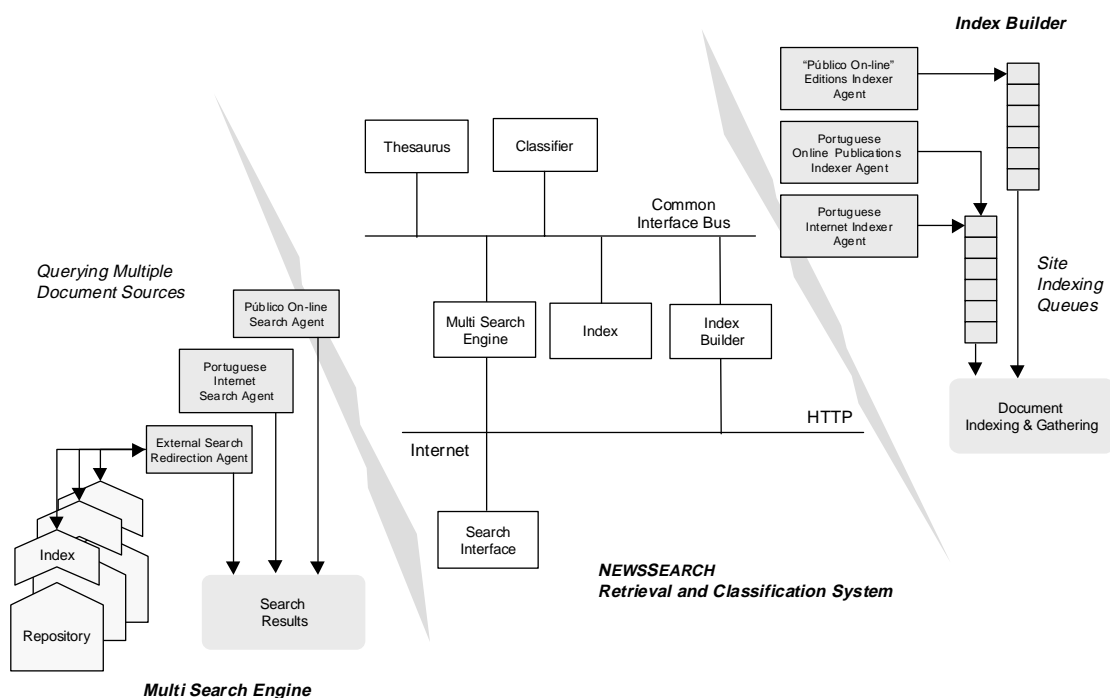 Index Builder
“Público On-line”
Editions Indexer
Agent
Portuguese
Online Publications
Indexer Agent
Portuguese
Internet Indexer
Agent
Site
Indexing
Queues
Document
Indexing & Gathering
Thesaurus
Classifier
Common
Interface Bus
Multi Search
Engine
Index
Index
Builder
HTTP
Internet
Search
Interface
NEWSSEARCH
Retrieval and Classification System
Querying Multiple
Document Sources
Público On-line
Search Agent
Portuguese
Internet
Search Agent
External Search
Redirection Agent
Index
Repository
Search
Results
Multi Search Engine